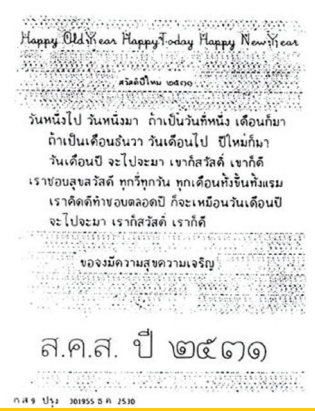 Happy Old Year Happy Today Happy New Year
สวัสดีปีใหม่ ๒๕๓๑
วันหนึ่งไป วันหนึ่งมา ถ้าเป็นวันที่หนึ่ง เดือนก็มา
ถ้าเป็นเดือนธันวา วันเดือนไป ปีใหม่ก็มา
วันเดือนปี จะไปจะมา เขาก็สวัสดี เขาก็ดี
เราชอบสุขสวัสดี ทุกวี่ทุกวัน ทุกเดือนทั้งขึ้นทั้งแรม
เราคิดดีทำชอบตลอดปี ก็จะเหมือนวันเดือนปี
จะไปจะมา เราก็สวัสดี เราก็ดี
ขอจงมีความสุขความเจริญ
ส.ค.ส. ปี ๒๕๓๑
ก ส ๙ ปรุง 301955 ธ ค 2530